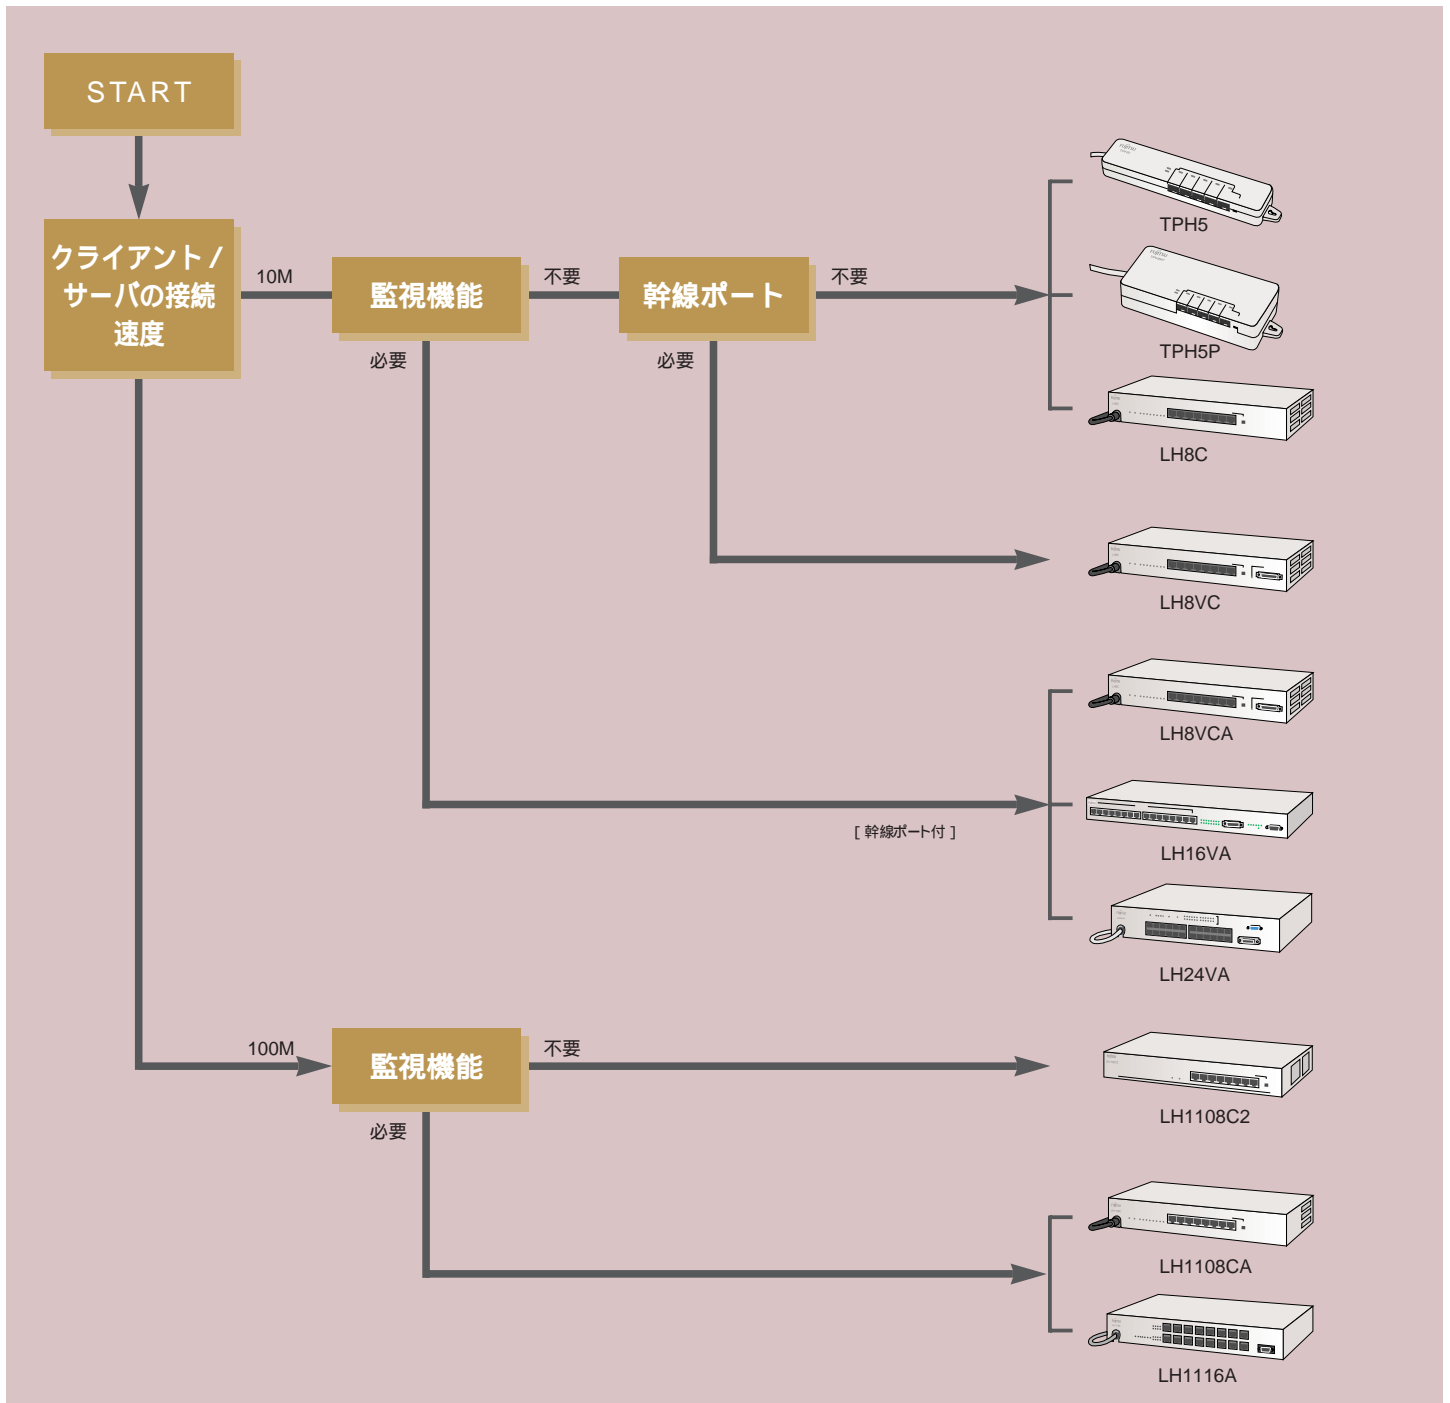 START
クライアント /
サーバの接続
速度
10M
監視機能
不要
幹線ポート
不要
必要
必要
TPH5
TPH5P
LH8C
LH8VC
LH8VCA
[ 幹線ポート付 ]
LH16VA
LH24VA
100M
監視機能
不要
必要
LH1108C2
LH1108CA
LH1116A